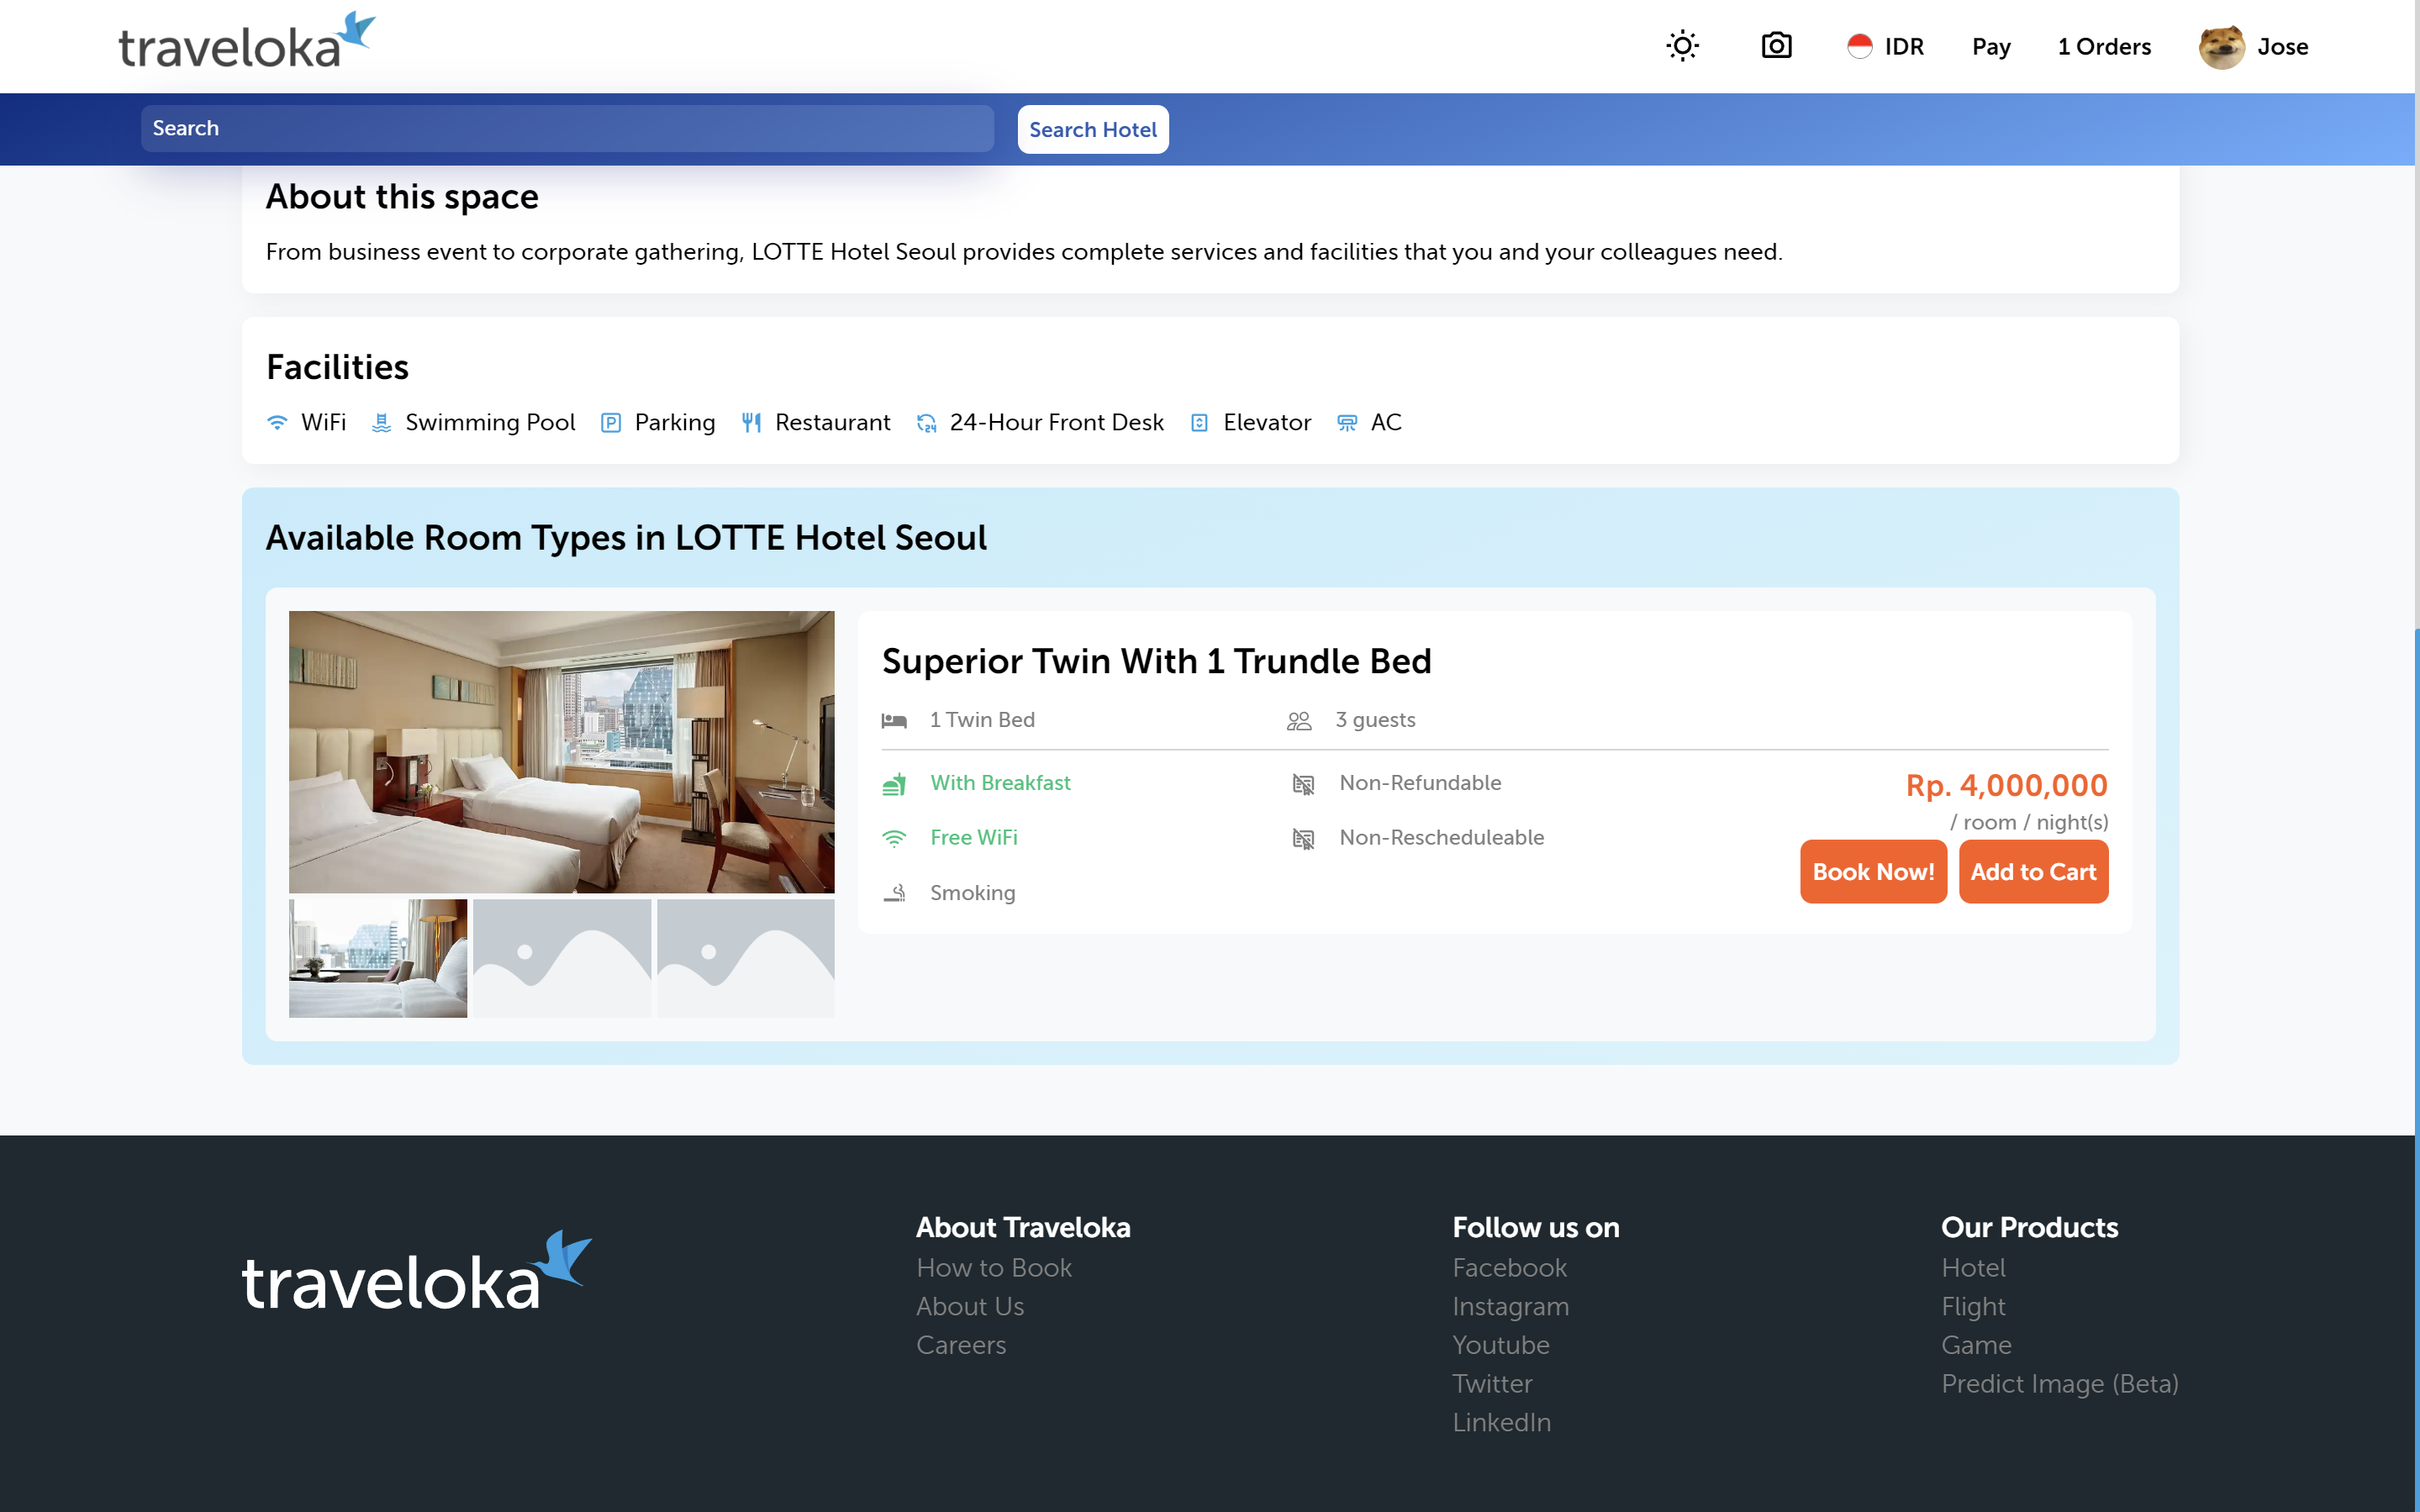 traveloka
IDR
Pay
1 Orders
Jose
Search
Search Hotel
About this space
From business event to corporate gathering, LOTTE Hotel Seoul provides complete services and facilities that you and your colleagues need.
Facilities
WiFi
Swimming Pool
Parking
Restaurant
24-Hour Front Desk
Elevator
AC
Available Room Types in LOTTE Hotel Seoul
Superior Twin With 1 Trundle Bed
1 Twin Bed
3 guests
With Breakfast
Non-Refundable
Rp. 4,000,000
/ room / night(s)
Free WiFi
Non-Rescheduleable
Book Now!
Add to Cart
Smoking
traveloka
About Traveloka
How to Book
About Us
Careers
Follow us on
Facebook
Instagram
Youtube
Twitter
LinkedIn
Our Products
Hotel
Flight
Game
Predict Image (Beta)